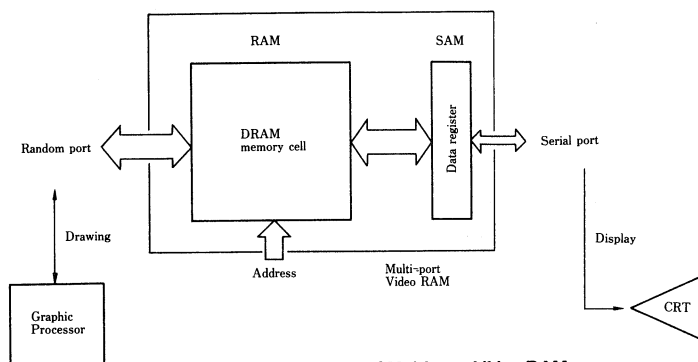 RAM
SAM
Random port
DRAM
memory cell
Data register
Serial port
Drawing
Address
Multi-port
Video RAM
Display
Graphic
Processor
CRT